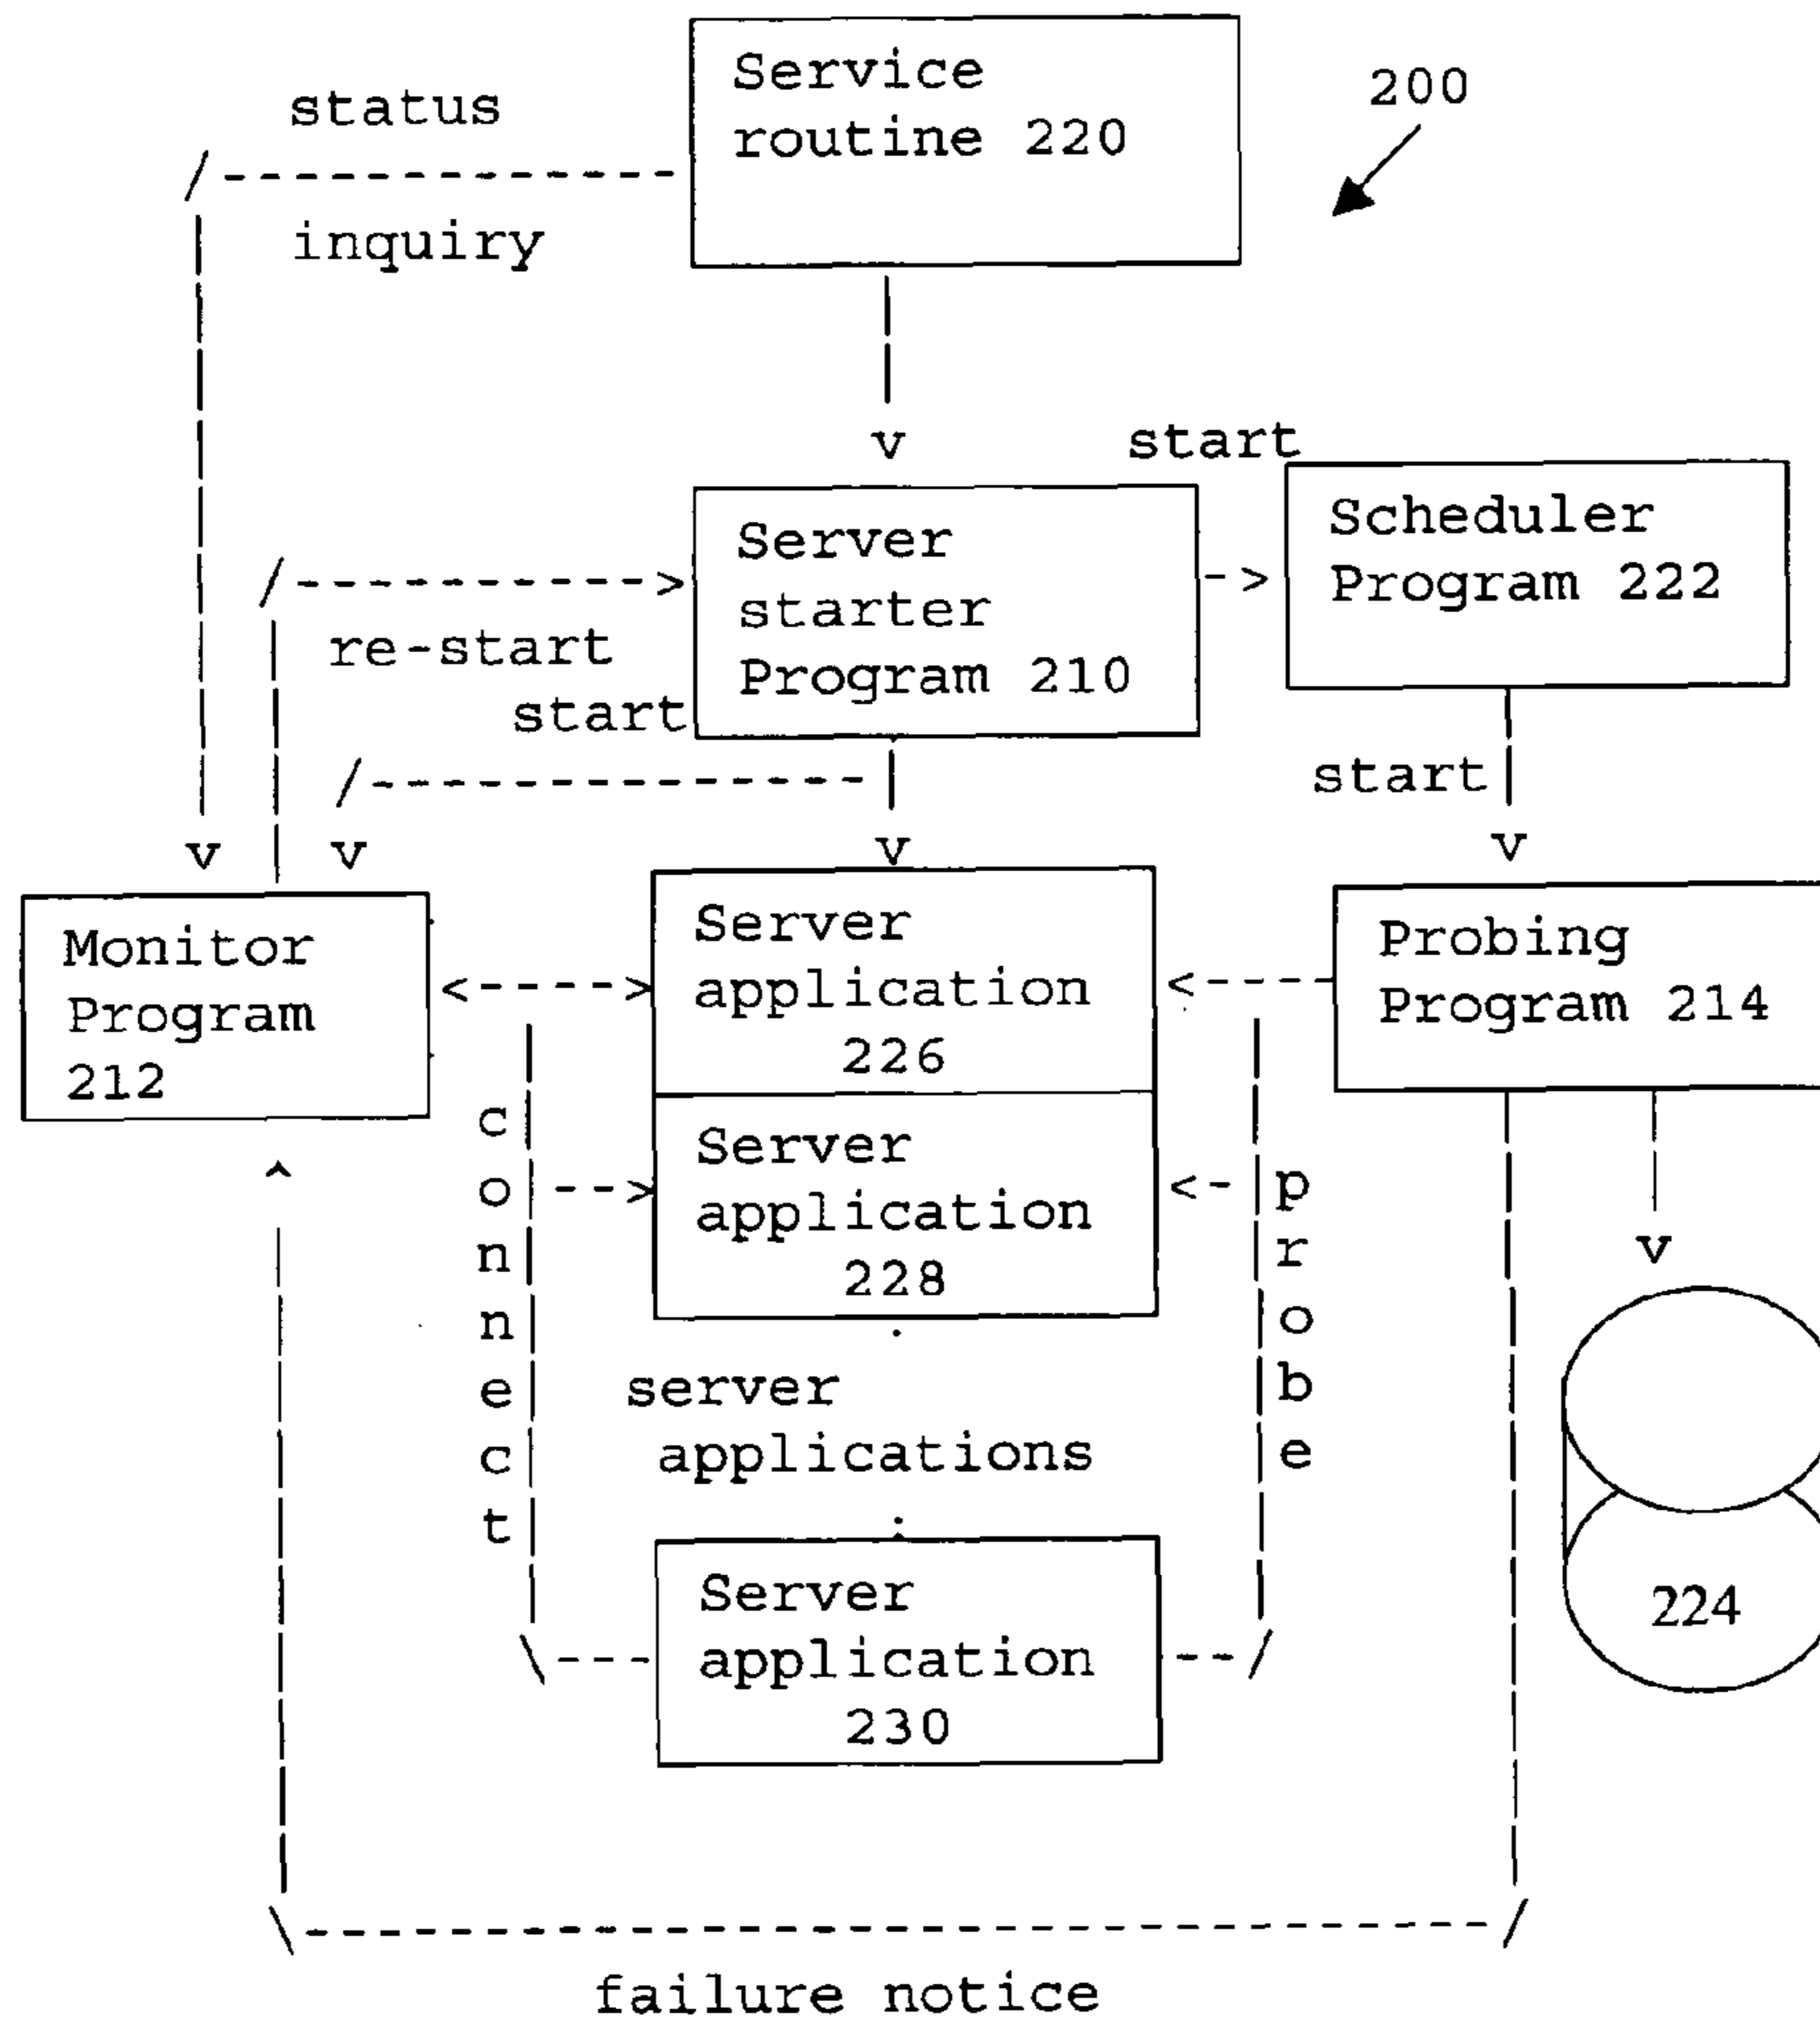 Service
routine 220
200
status
inquiry
start
Server
starter
Program 210
Scheduler
Program 222
re-start
start
start
Monitor
Program
212
Server
application
226
Probing
Program 214
Server
application
228
connect
probe
server
applications
Server
application
230
224
failure notice